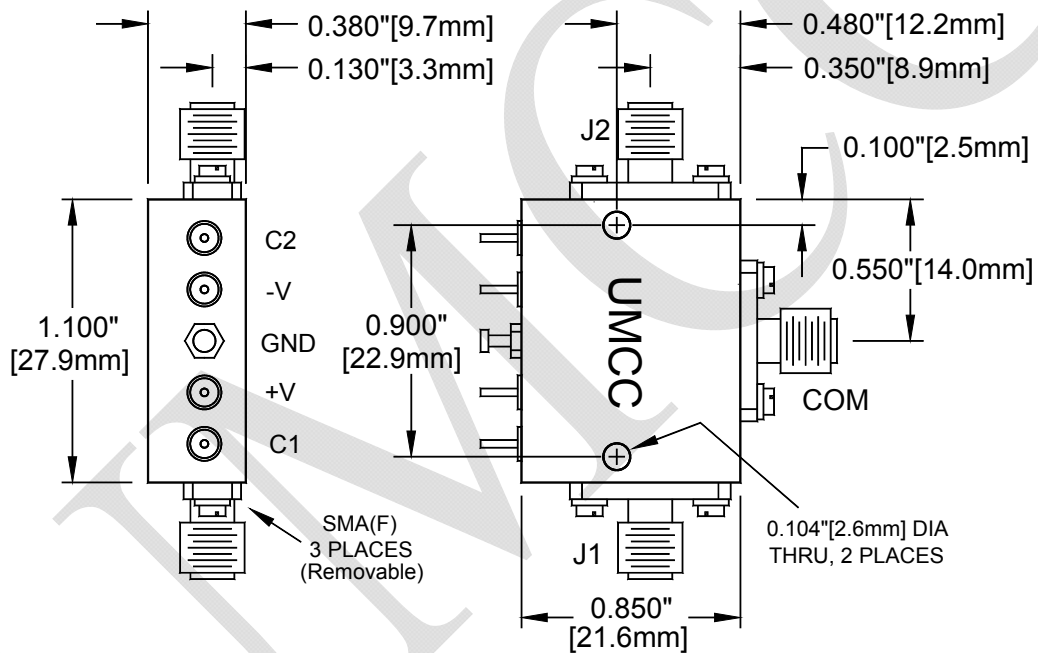 0.380"[9.7mm]
0.130"[3.3mm]
0.480"[12.2mm]
0.350"[8.9mm]
J2
0.100"[2.5mm]
0.550"[14.0mm]
C2
-V
GND
+V
C1
1.100"
[27.9mm]
0.900"
[22.9mm]
UMCC
COM
SMA(F)
3 PLACES
(Removable)
J1
0.104"[2.6mm] DIA
THRU, 2 PLACES
0.850"
[21.6mm]